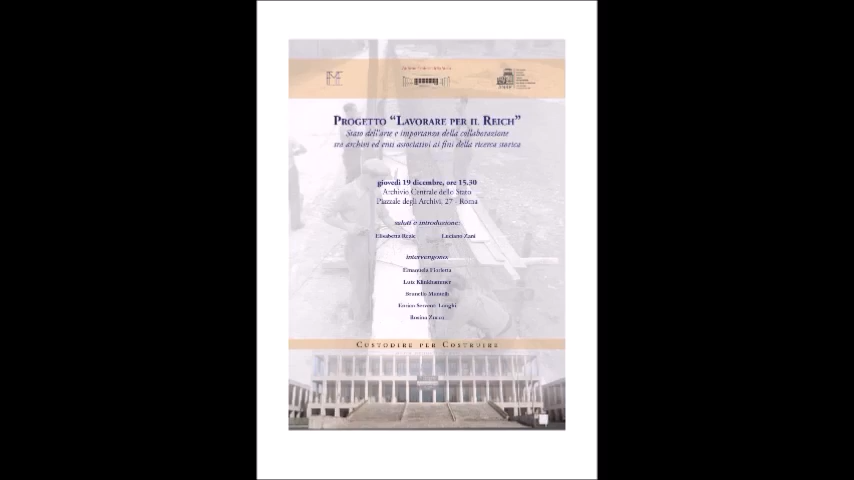 PROGETTO “LAVORARE PER IL REICH”
Stato dell'arte e importanza della collaborazione
tra archivi ed enti associativi ai fini della ricerca storica
giovedì 19 dicembre, ore 15.30
Archivio Centrale dello Stato
Piazzale degli Archivi, 27 - Roma
saluti e introduzione:
Elisabetta Reale Luciano Zani
intervengono:
Emanuela Fiorletta
Lutz Klinkhammer
Brunello Mantelli
Enrico Serventi Longhi
Rosina Zucco
CUSTODIRE PER COSTRUIRE